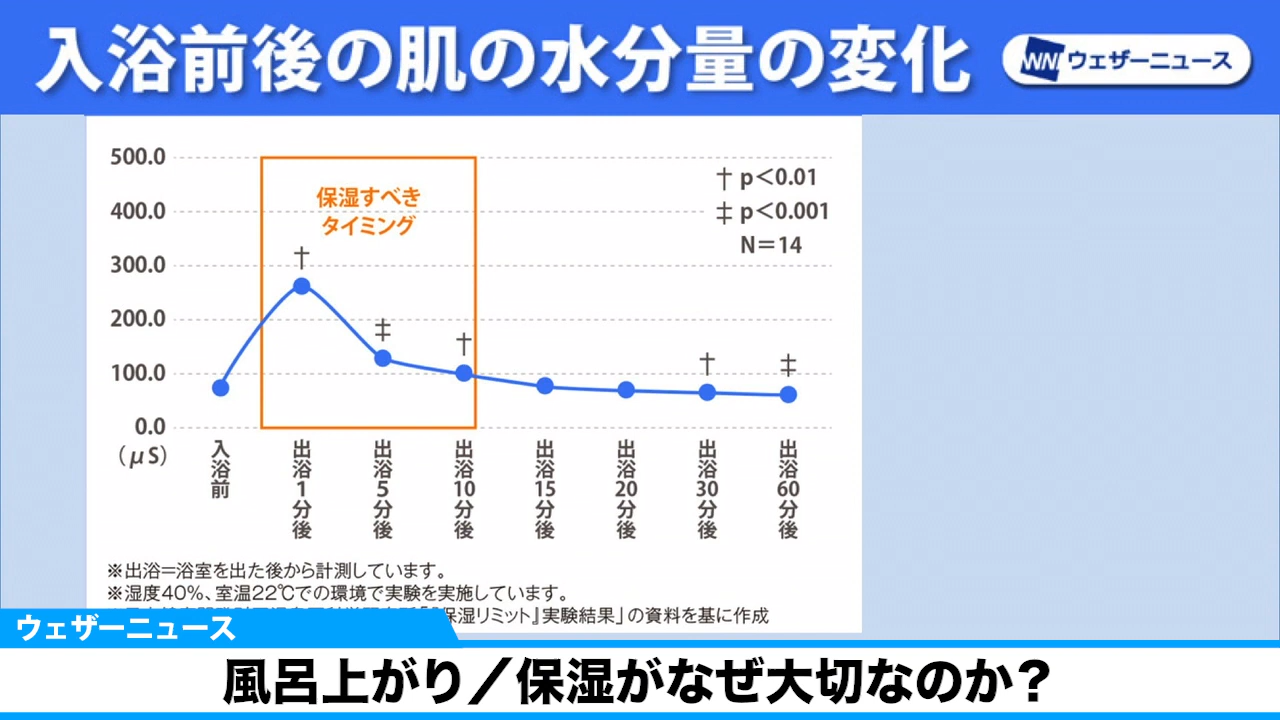 入浴前後の肌の水分量の変化
WN ウェザーニュース
500.0
400.0
300.0
200.0
100.0
0.0
(μS)
保湿すべき
タイミング
† p<0.01
‡ p<0.001
N=14
†
‡
†
†
‡
入浴前
出浴1分後
出浴5分後
出浴10分後
出浴15分後
出浴20分後
出浴30分後
出浴60分後
※出浴=浴室を出た後から計測しています。
※湿度40%、室温22℃での環境で実験を実施しています。
保湿リミット』実験結果」の資料を基に作成
ウェザーニュース
風呂上がり/保湿がなぜ大切なのか?